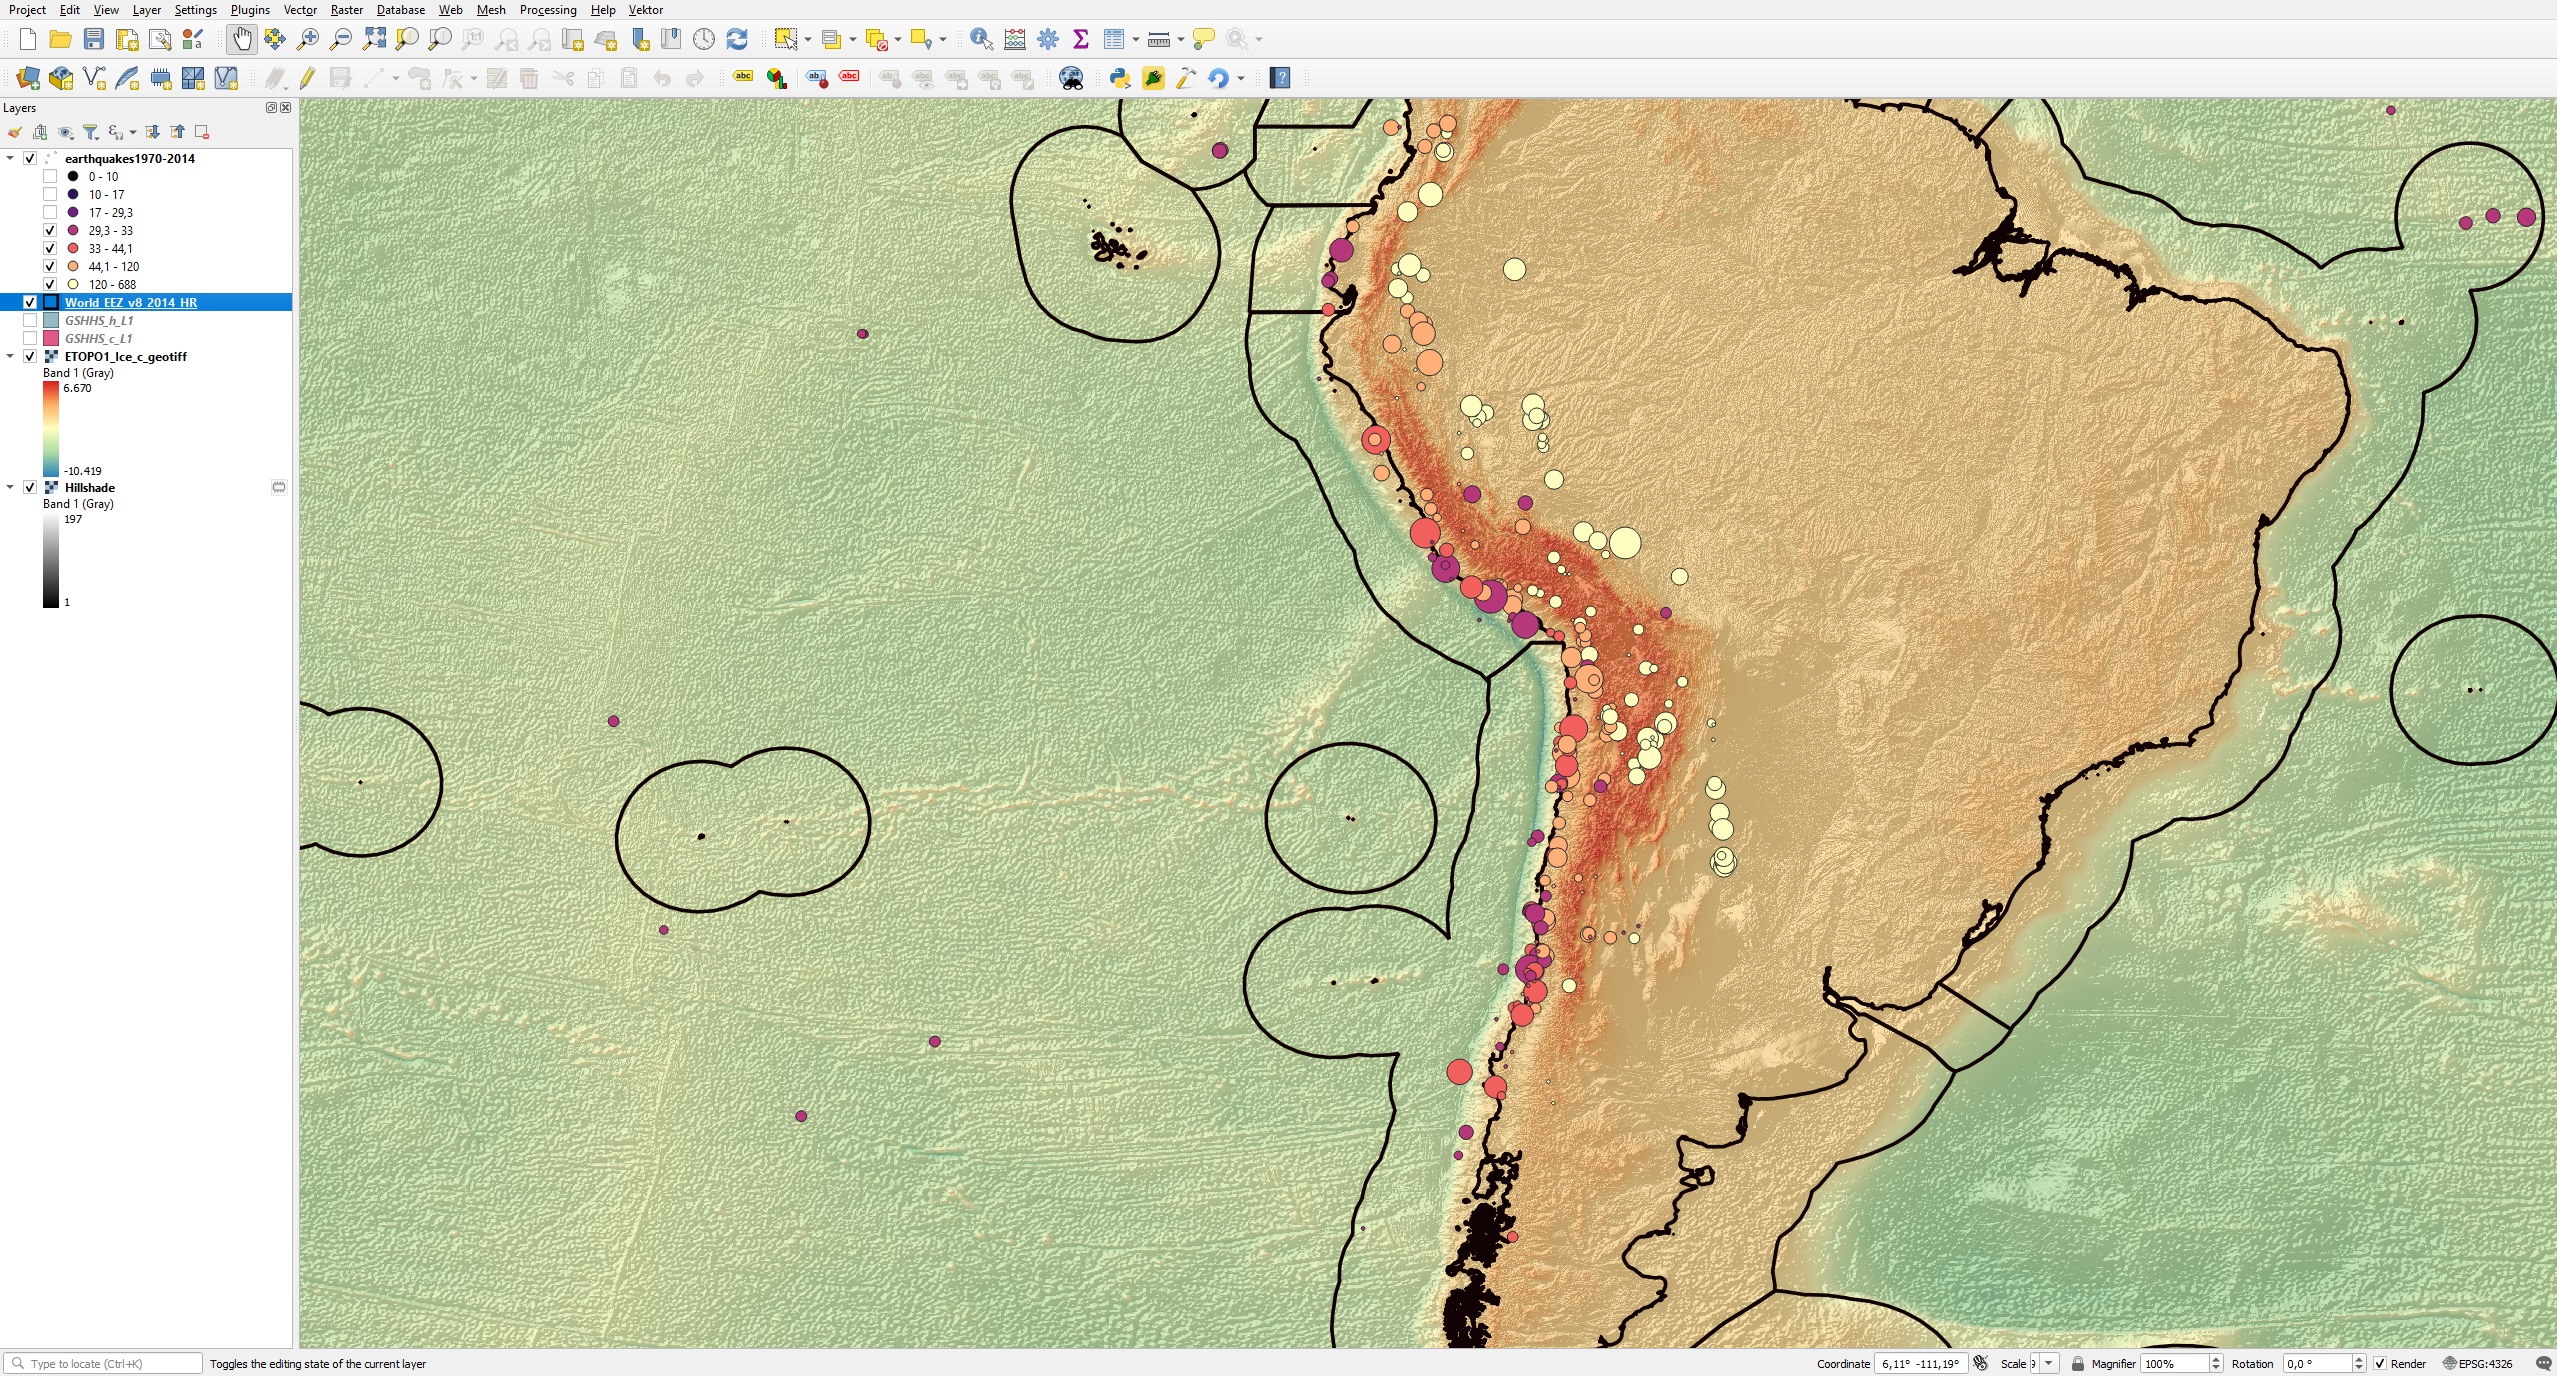 Project Edit View Layer Settings Plugins Vector Raster Database Web Mesh Processing Help Vektor
Layers
earthquakes1970-2014
0 - 10
10 - 17
17 - 29,3
29,3 - 33
33 - 44,1
44,1 - 120
120 - 688
World_EEZ_v8_2014_HR
GSHHS_h_L1
GSHHS_c_L1
ETOPO1_Ice_c_geotiff
Band 1 (Gray)
6.670
-10.419
Hillshade
Band 1 (Gray)
197
1
Type to locate (Ctrl+K) Toggles the editing state of the current layer Coordinate 6,11° -111,19° Scale Magnifier 100% Rotation 0,0 ° Render EPSG:4326